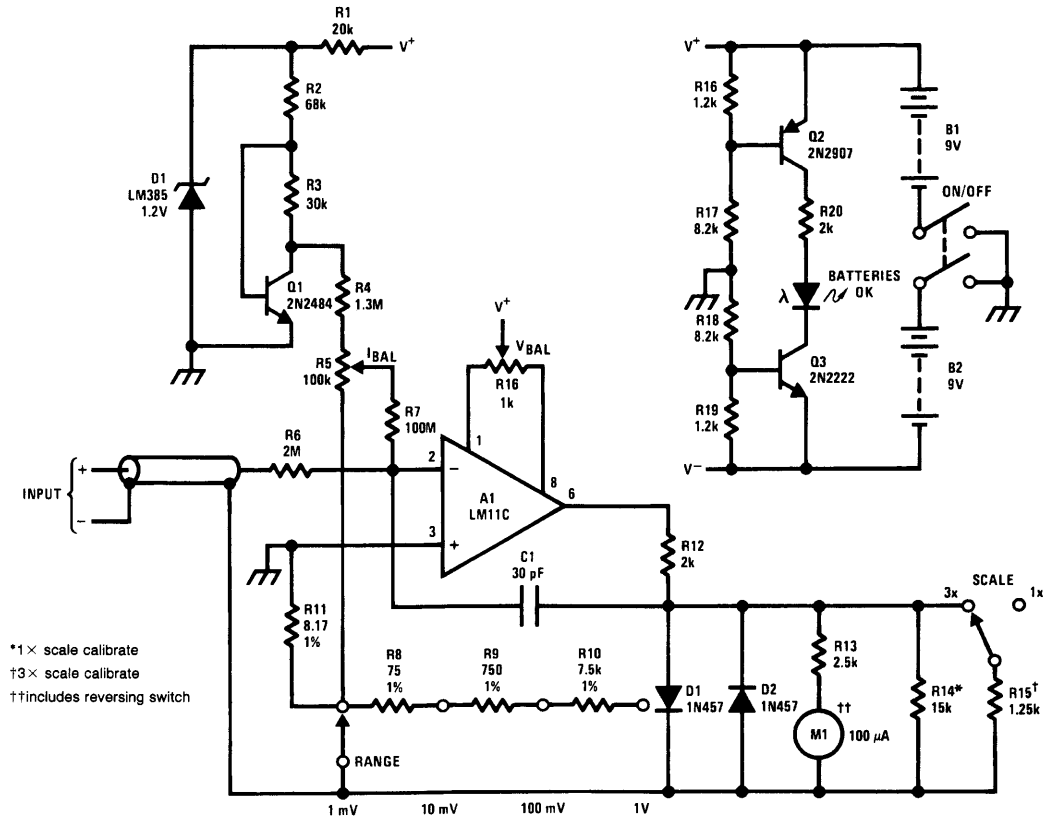 R1
20k
V+
R2
68k
D1
LM385
1.2V
R3
30k
Q1
2N2484
R4
1.3M
R5
100k
IBAL
V+
VBAL
R16
1k
R7
100M
R6
2M
INPUT
+
−
2
−
1
8
A1
LM11C
6
3
+
R12
2k
C1
30 pF
R11
8.17
1%
R8
75
1%
R9
750
1%
R10
7.5k
1%
D1
1N457
D2
1N457
R13
2.5k
††
M1
100 μA
R14*
15k
R15†
1.25k
SCALE
3x
1x
RANGE
1 mV
10 mV
100 mV
1V
V+
R16
1.2k
Q2
2N2907
B1
9V
ON/OFF
R17
8.2k
R20
2k
BATTERIES
OK
λ
R18
8.2k
Q3
2N2222
B2
9V
R19
1.2k
V−
*1× scale calibrate
†3× scale calibrate
††includes reversing switch